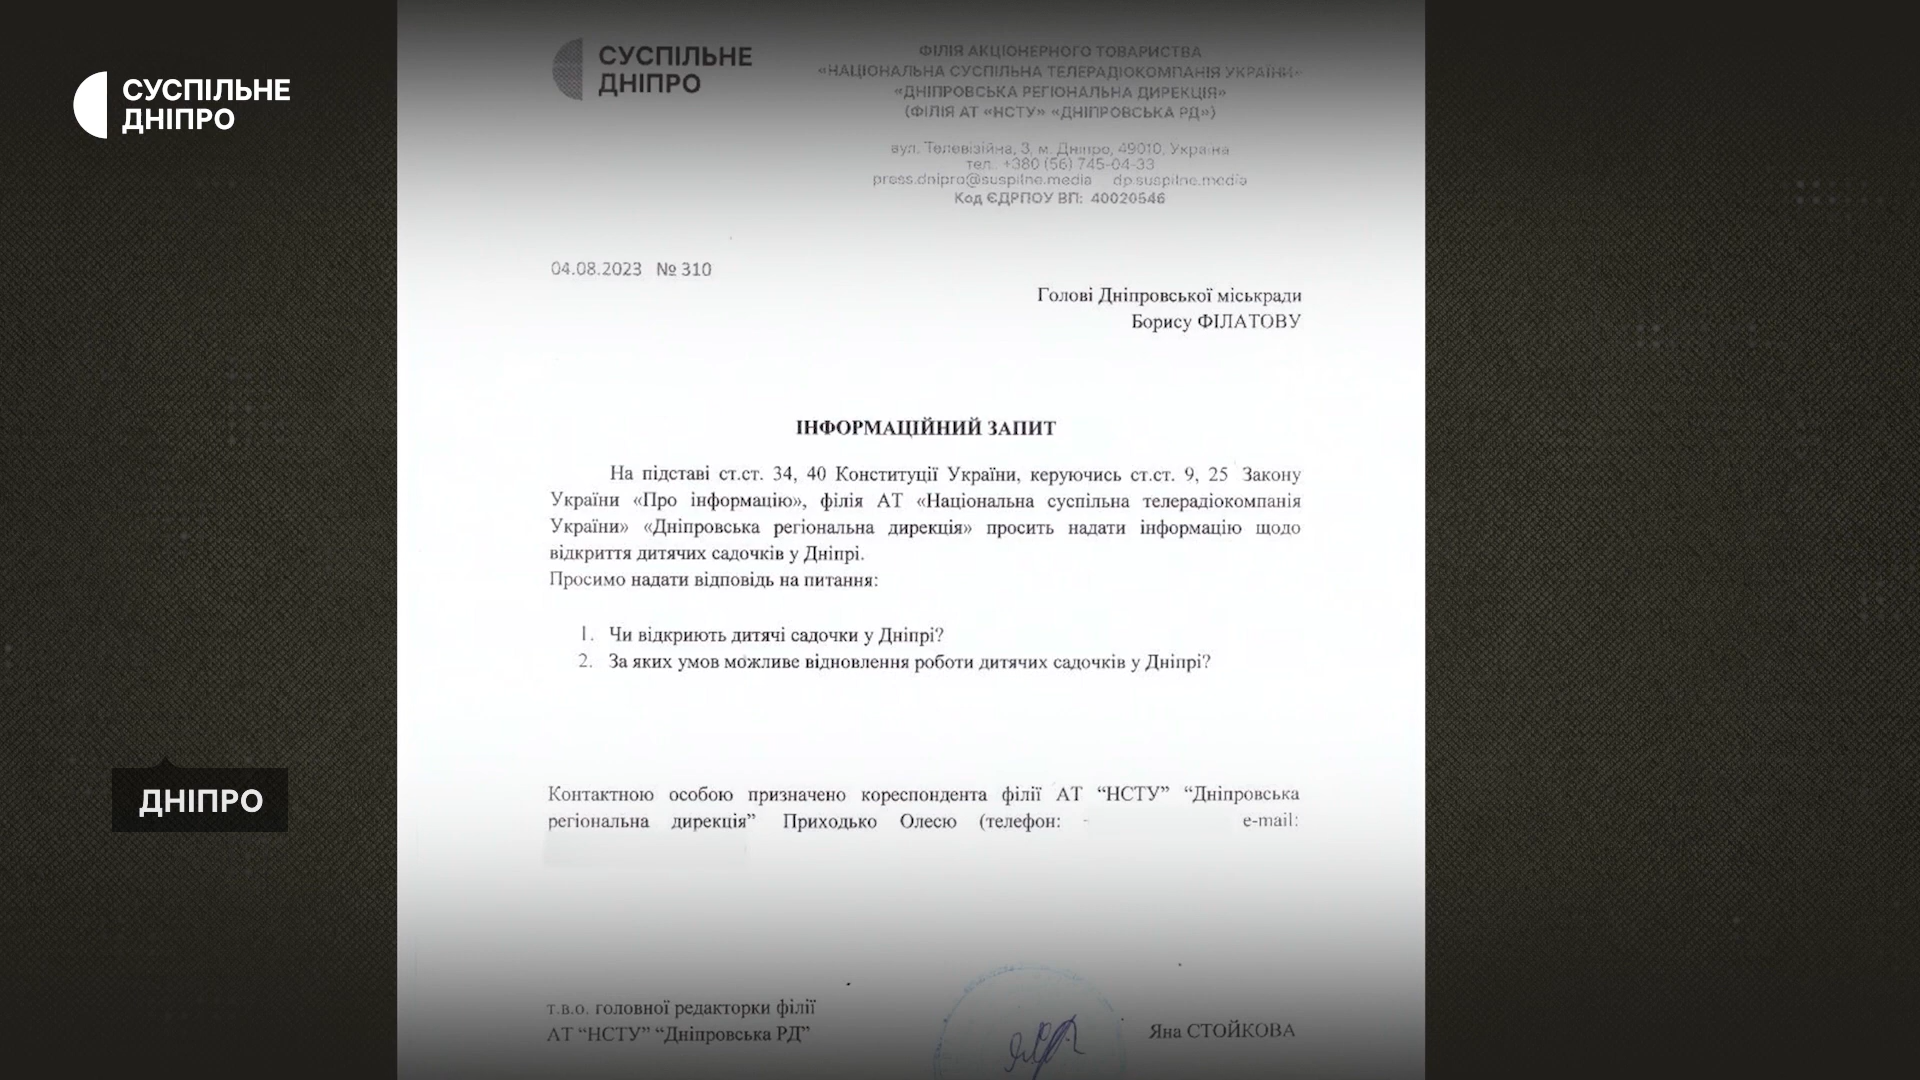 СУСПІЛЬНЕ
ДНІПРО
СУСПІЛЬНЕ
ДНІПРО
ФІЛІЯ АКЦІОНЕРНОГО ТОВАРИСТВА
«НАЦІОНАЛЬНА СУСПІЛЬНА ТЕЛЕРАДІОКОМПАНІЯ УКРАЇНИ»
«ДНІПРОВСЬКА РЕГІОНАЛЬНА ДИРЕКЦІЯ»
(ФІЛІЯ АТ «НСТУ» «ДНІПРОВСЬКА РД»)
вул. Телевізійна, 3, м. Дніпро, 49010, Україна
тел. +380 (56) 745-04-33
press.dnipro@suspilne.media dp.suspilne.media
Код ЄДРПОУ ВП: 40020546
04.08.2023 № 310
Голові Дніпровської міськради
Борису ФІЛАТОВУ
ІНФОРМАЦІЙНИЙ ЗАПИТ
На підставі ст.ст. 34, 40 Конституції України, керуючись ст.ст. 9, 25 Закону
України «Про інформацію», філія АТ «Національна суспільна телерадіокомпанія
України» «Дніпровська регіональна дирекція» просить надати інформацію щодо
відкриття дитячих садочків у Дніпрі.
Просимо надати відповідь на питання:
1. Чи відкриють дитячі садочки у Дніпрі?
2. За яких умов можливе відновлення роботи дитячих садочків у Дніпрі?
Контактною особою призначено кореспондента філії АТ “НСТУ” “Дніпровська
регіональна дирекція” Приходько Олесю (телефон: e-mail:
т.в.о. головної редакторки філії
АТ “НСТУ” “Дніпровська РД”
Яна СТОЙКОВА
ДНІПРО